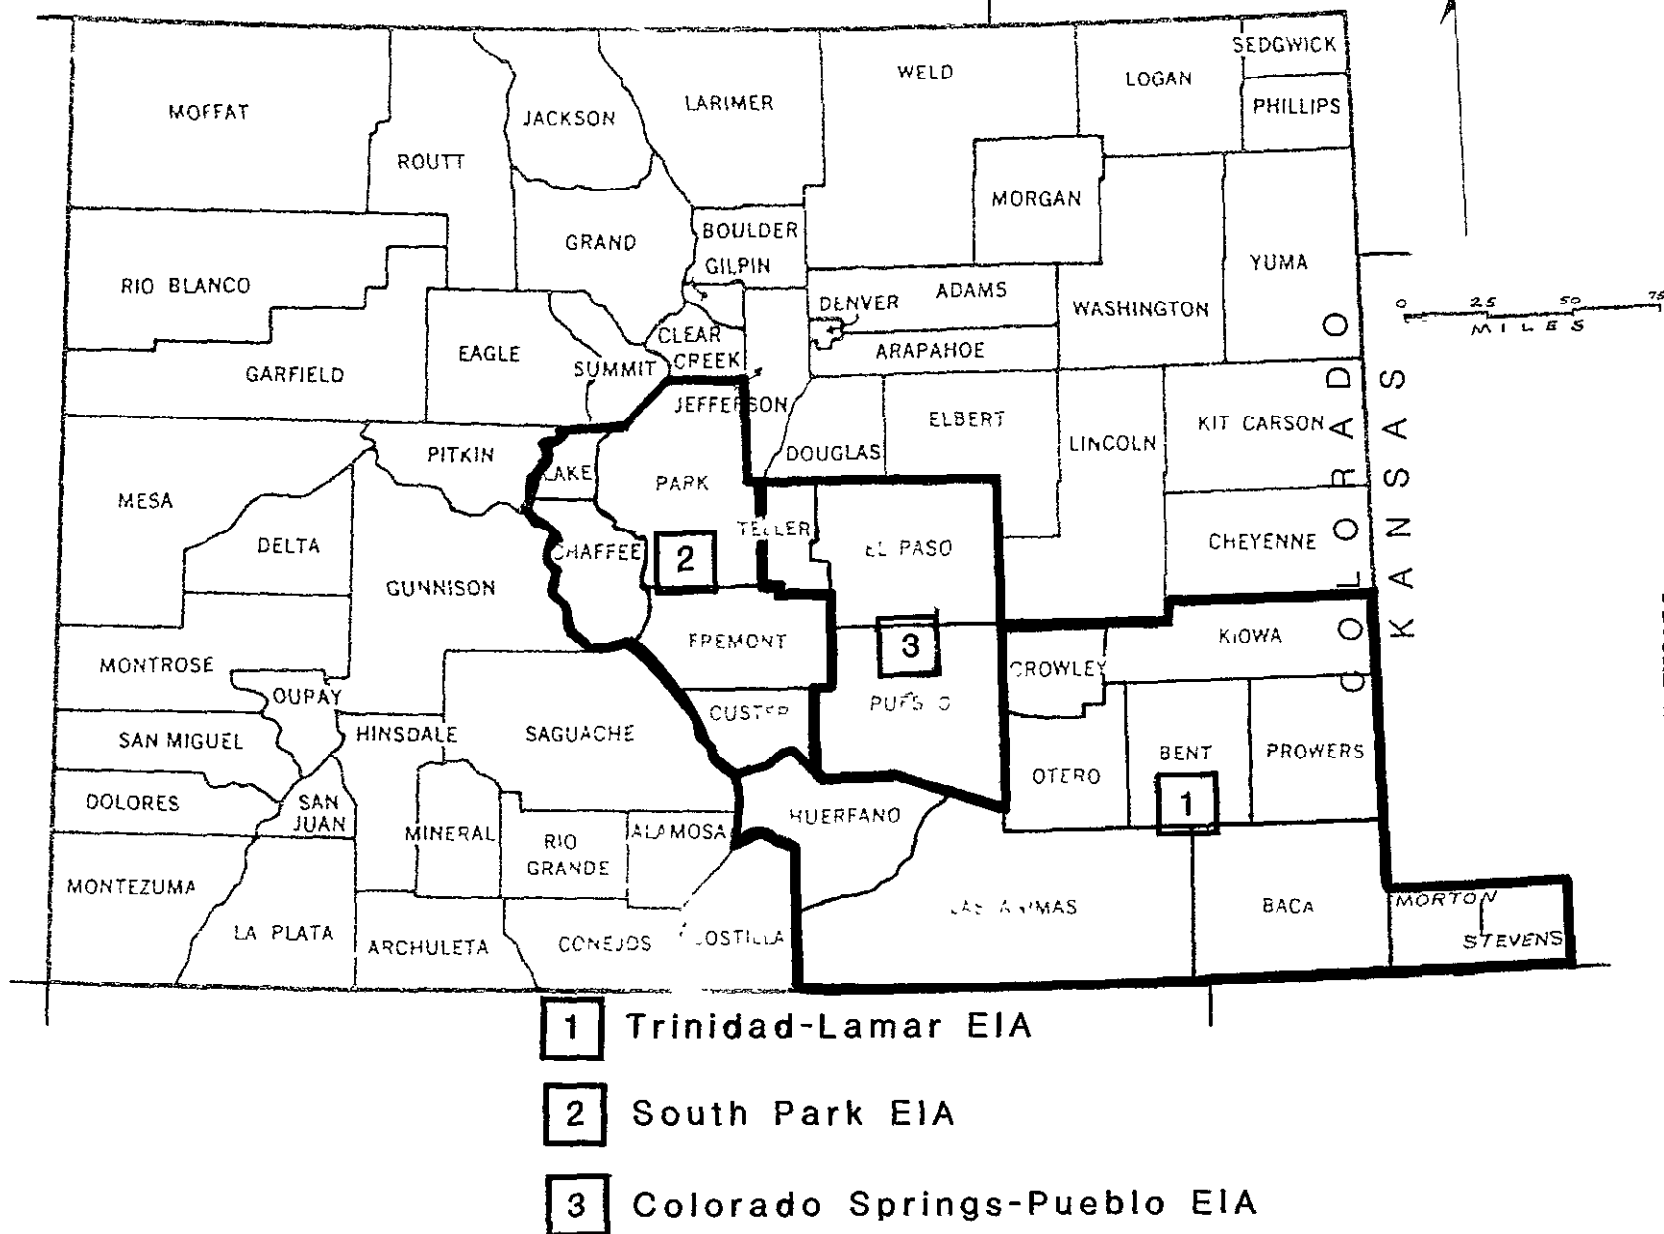 SEDGWICK
WELD
LOGAN
MOFFAT
LARIMER
PHILLIPS
JACKSON
ROUTT
MORGAN
BOULDER
GRAND
GILPIN
YUMA
RIO BLANCO
ADAMS
DENVER
WASHINGTON
0 25 50 75
MILES
CLEAR
CREEK
EAGLE
SUMMIT
ARAPAHOE
GARFIELD
JEFFERSON
ELBERT
KIT CARSON
LINCOLN
PITKIN
DOUGLAS
LAKE
PARK
MESA
TELLER
DELTA
CHAFFEE
2
EL PASO
CHEYENNE
GUNNISON
COLORADO
KANSAS
FREMONT
3
KIOWA
MONTROSE
CROWLEY
OURAY
CUSTER
SAN MIGUEL
HINSDALE
SAGUACHE
BENT
PROWERS
OTERO
DOLORES
SAN
JUAN
MINERAL
RIO
GRANDE
ALAMOSA
HUERFANO
1
MONTEZUMA
LA PLATA
ARCHULETA
CONEJOS
COSTILLA
BACA
MORTON
STEVENS
1 Trinidad-Lamar EIA
2 South Park EIA
3 Colorado Springs-Pueblo EIA